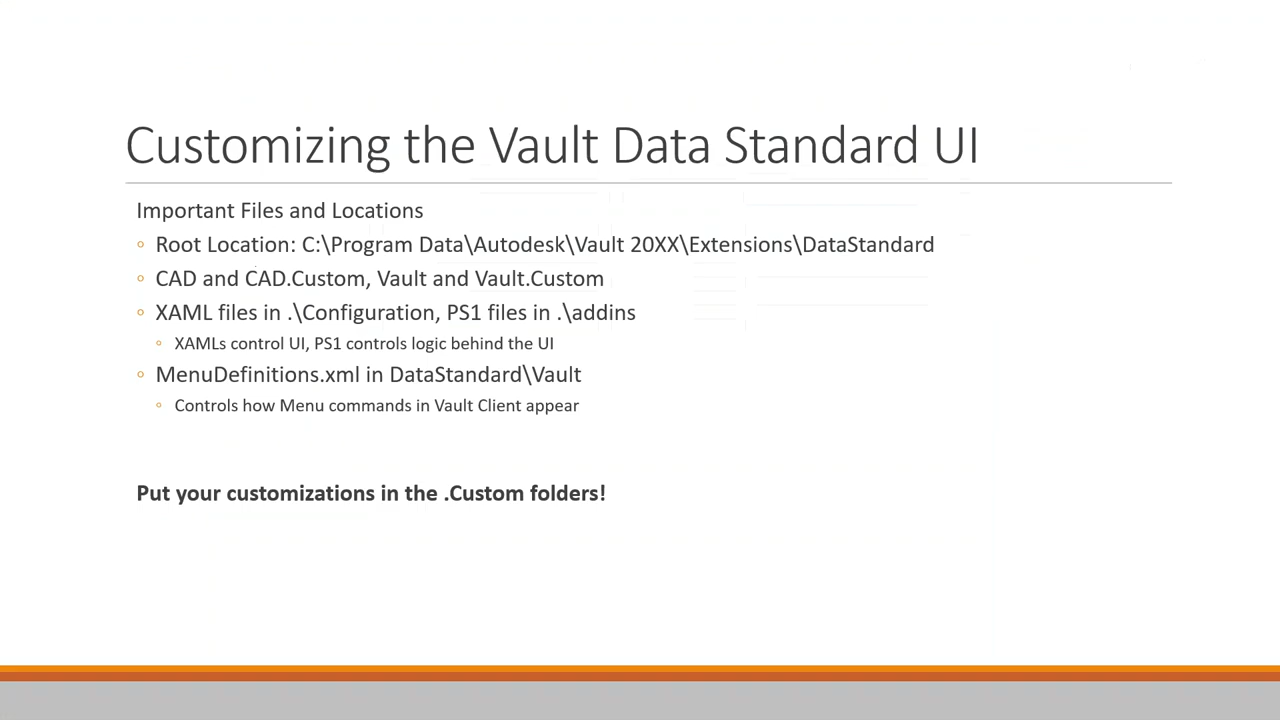 Customizing the Vault Data Standard UI
Important Files and Locations
◦ Root Location: C:\Program Data\Autodesk\Vault 20XX\Extensions\DataStandard
◦ CAD and CAD.Custom, Vault and Vault.Custom
◦ XAML files in .\Configuration, PS1 files in .\addins
◦ XAMLs control UI, PS1 controls logic behind the UI
◦ MenuDefinitions.xml in DataStandard\Vault
◦ Controls how Menu commands in Vault Client appear
Put your customizations in the .Custom folders!